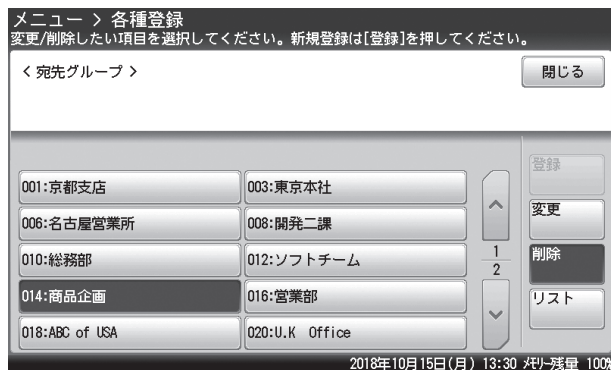 メニュー > 各種登録
変更/削除したい項目を選択してください。新規登録は[登録]を押してください。
< 宛先グループ >
閉じる
登録
001:京都支店
003:東京本社
変更
006:名古屋営業所
008:開発二課
010:総務部
012:ソフトチーム
1
2
削除
014:商品企画
016:営業部
リスト
018:ABC of USA
020:U.K Office
2018年10月15日(月) 13:30 メモリー残量 100%